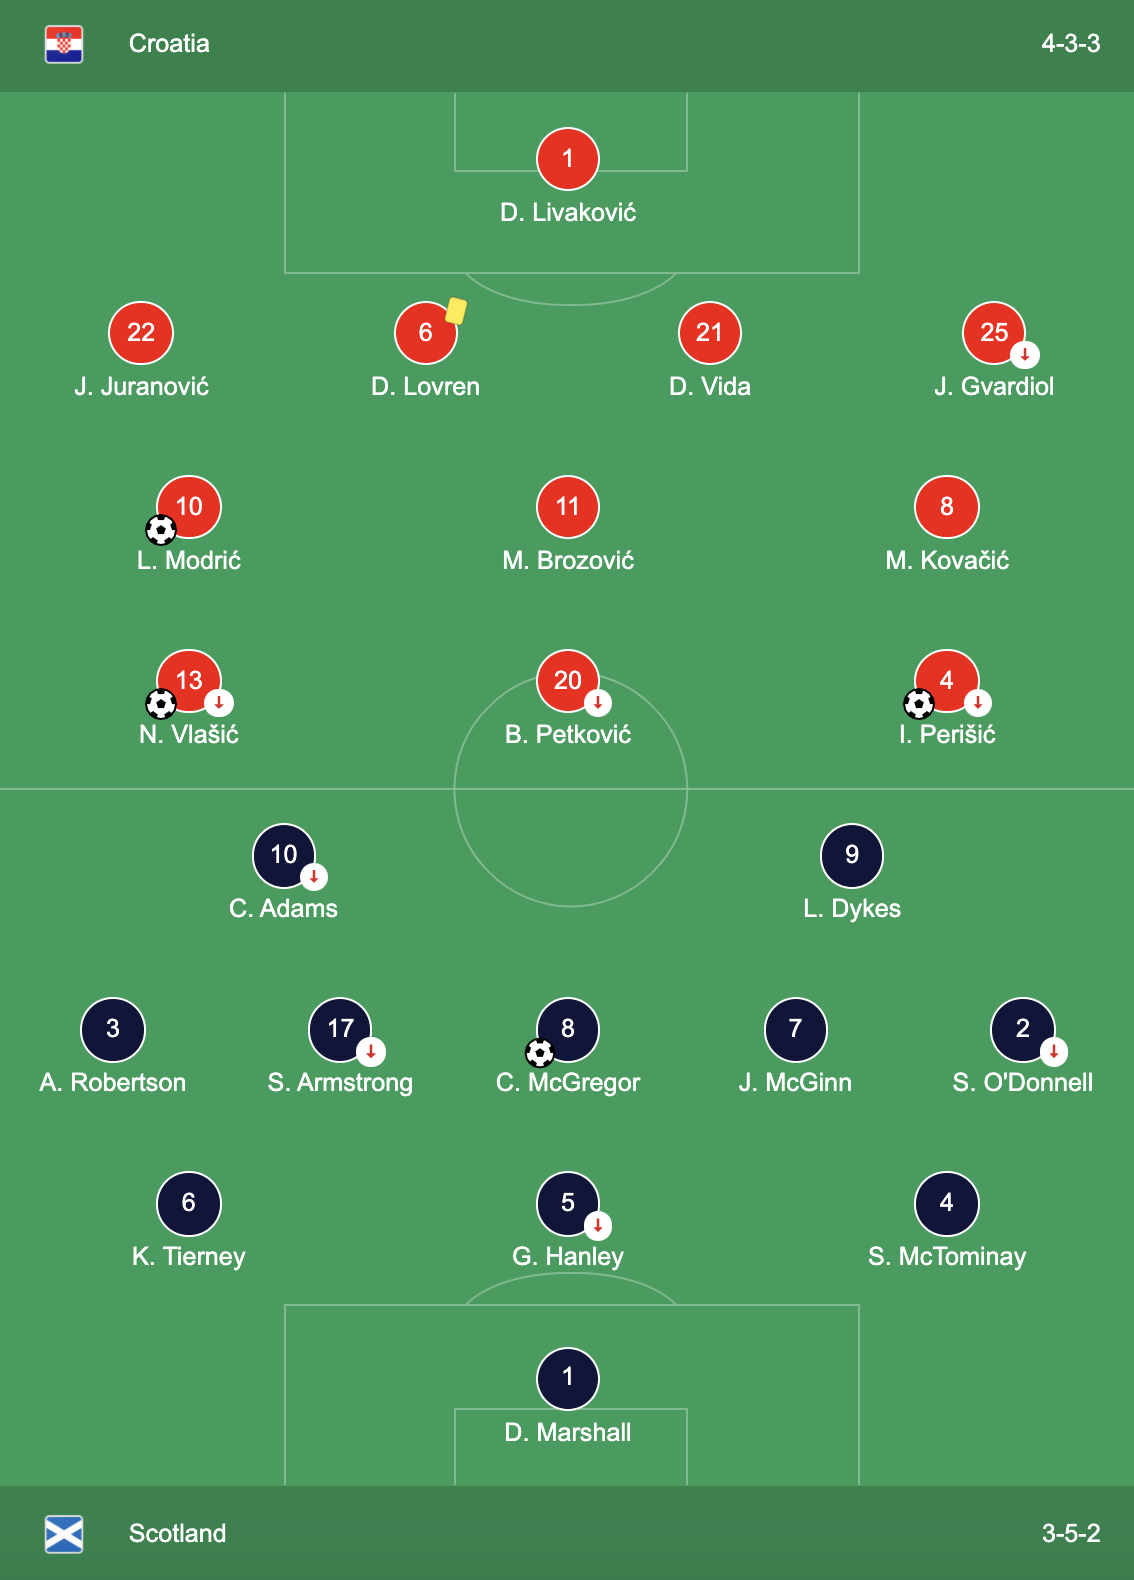 Croatia 4-3-3
1
D. Livaković
22 6 21 25
J. Juranović D. Lovren D. Vida J. Gvardiol
10 11 8
L. Modrić M. Brozović M. Kovačić
13 20 4
N. Vlašić B. Petković I. Perišić
10 9
C. Adams L. Dykes
3 17 8 7 2
A. Robertson S. Armstrong C. McGregor J. McGinn S. O'Donnell
6 5 4
K. Tierney G. Hanley S. McTominay
1
D. Marshall
Scotland 3-5-2